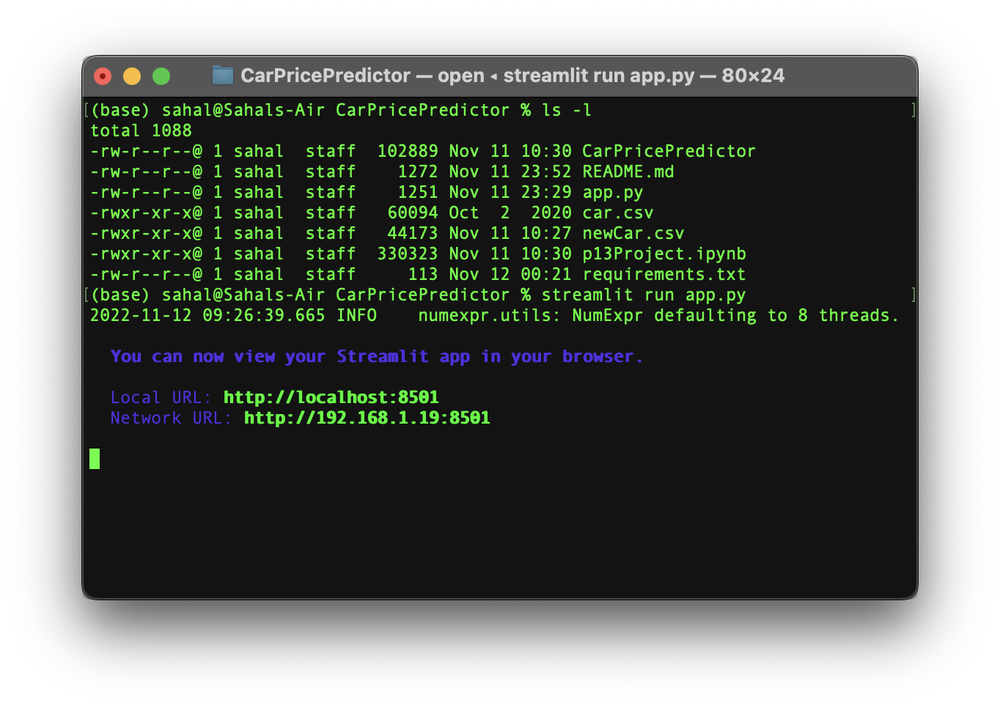 CarPricePredictor — open ◂ streamlit run app.py — 80×24
[(base) sahal@Sahals-Air CarPricePredictor % ls -l ]
total 1088
-rw-r--r--@ 1 sahal  staff  102889 Nov 11 10:30 CarPricePredictor
-rw-r--r--@ 1 sahal  staff    1272 Nov 11 23:52 README.md
-rw-r--r--@ 1 sahal  staff    1251 Nov 11 23:29 app.py
-rwxr-xr-x@ 1 sahal  staff   60094 Oct  2  2020 car.csv
-rwxr-xr-x@ 1 sahal  staff   44173 Nov 11 10:27 newCar.csv
-rwxr-xr-x@ 1 sahal  staff  330323 Nov 11 10:30 p13Project.ipynb
-rw-r--r--@ 1 sahal  staff     113 Nov 12 00:21 requirements.txt
[(base) sahal@Sahals-Air CarPricePredictor % streamlit run app.py ]
2022-11-12 09:26:39.665 INFO    numexpr.utils: NumExpr defaulting to 8 threads.
You can now view your Streamlit app in your browser.
Local URL: http://localhost:8501
Network URL: http://192.168.1.19:8501